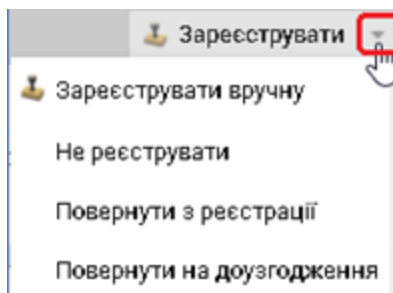 Зареєструвати
Зареєструвати вручну
Не реєструвати
Повернути з реєстрації
Повернути на доузгодження